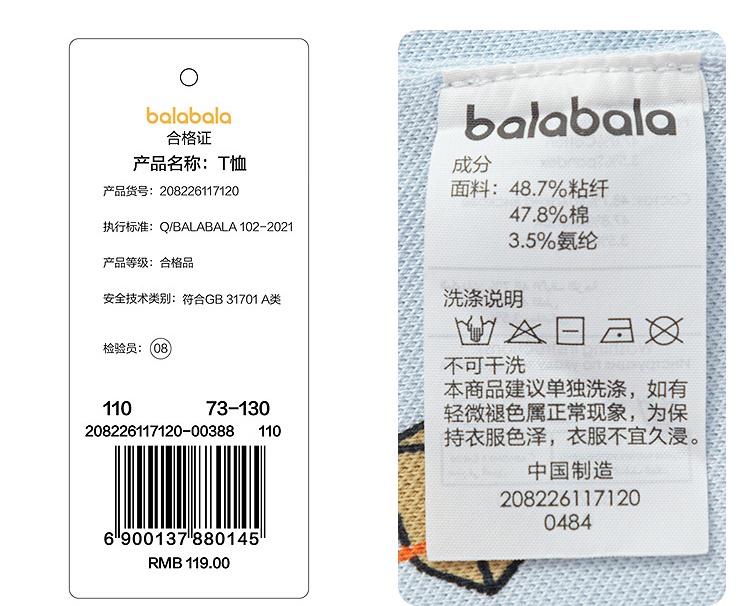 balabala
合格证
产品名称：T恤
产品货号：208226117120
执行标准：Q/BALABALA 102-2021
产品等级：合格品
安全技术类别：符合GB 31701 A类
检验员：08
110 73-130
208226117120-00388 110
6 900137 880145
RMB 119.00
balabala
成分
面料：48.7%粘纤
47.8%棉
3.5%氨纶
洗涤说明
不可干洗
本商品建议单独洗涤，如有
轻微褪色属正常现象，为保
持衣服色泽，衣服不宜久浸。
中国制造
208226117120
0484